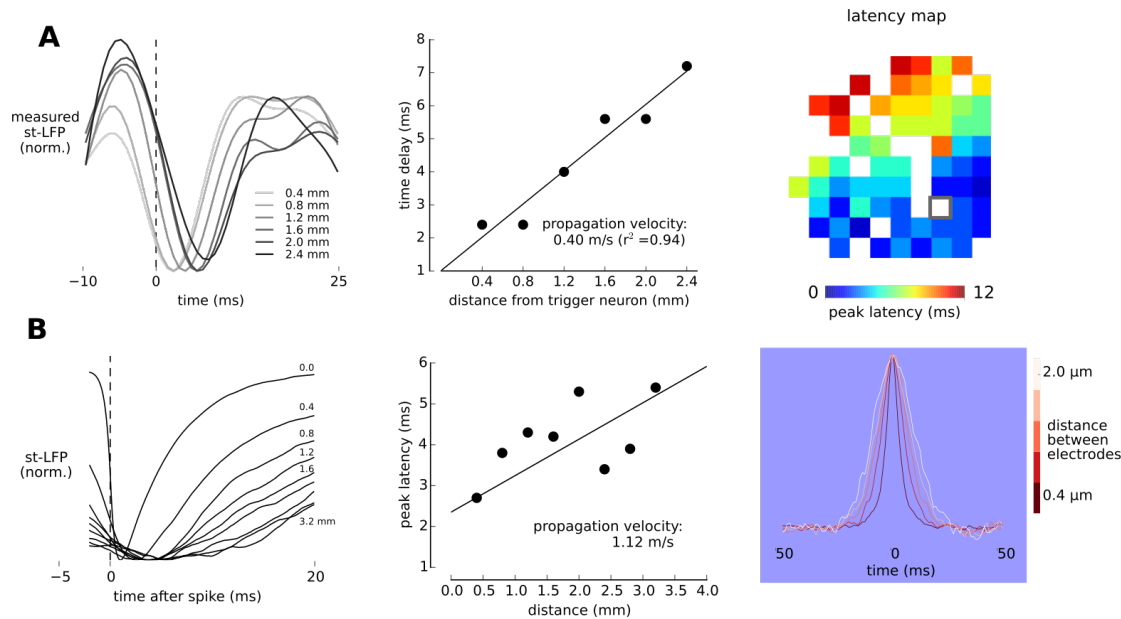 A
measured
st-LFP
(norm.)
0.4 mm
0.8 mm
1.2 mm
1.6 mm
2.0 mm
2.4 mm
−10
0
25
time (ms)
8
7
6
5
4
3
2
1
time delay (ms)
propagation velocity:
0.40 m/s (r² =0.94)
0.4
0.8
1.2
1.6
2.0
2.4
distance from trigger neuron (mm)
latency map
0
12
peak latency (ms)
B
st-LFP
(norm.)
0.0
0.4
0.8
1.2
1.6
3.2 mm
−5
0
20
time after spike (ms)
6
5
4
3
2
1
peak latency (ms)
propagation velocity:
1.12 m/s
0.0
0.5
1.0
1.5
2.0
2.5
3.0
3.5
4.0
distance (mm)
2.0 µm
distance
between
electrodes
0.4 µm
50
0
50
time (ms)